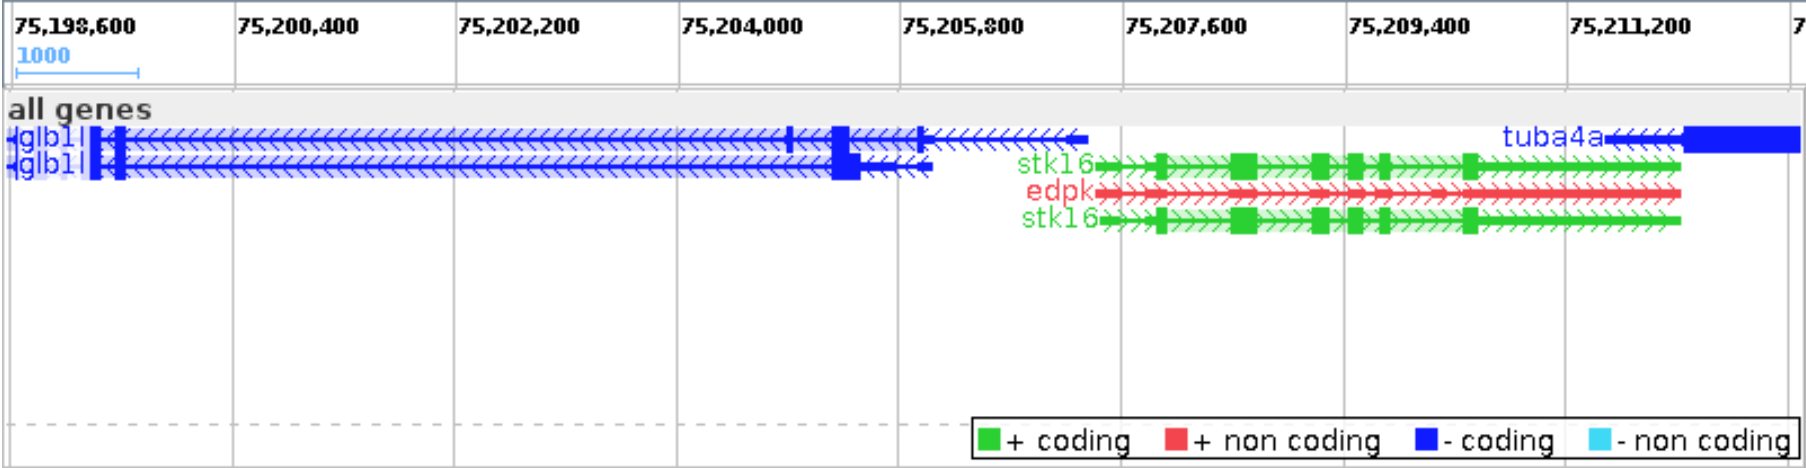 75,198,600 75,200,400 75,202,200 75,204,000 75,205,800 75,207,600 75,209,400 75,211,200 7
1000
all genes
glb1l tuba4a
glb1l stk16
edpk
stk16
+ coding + non coding - coding - non coding